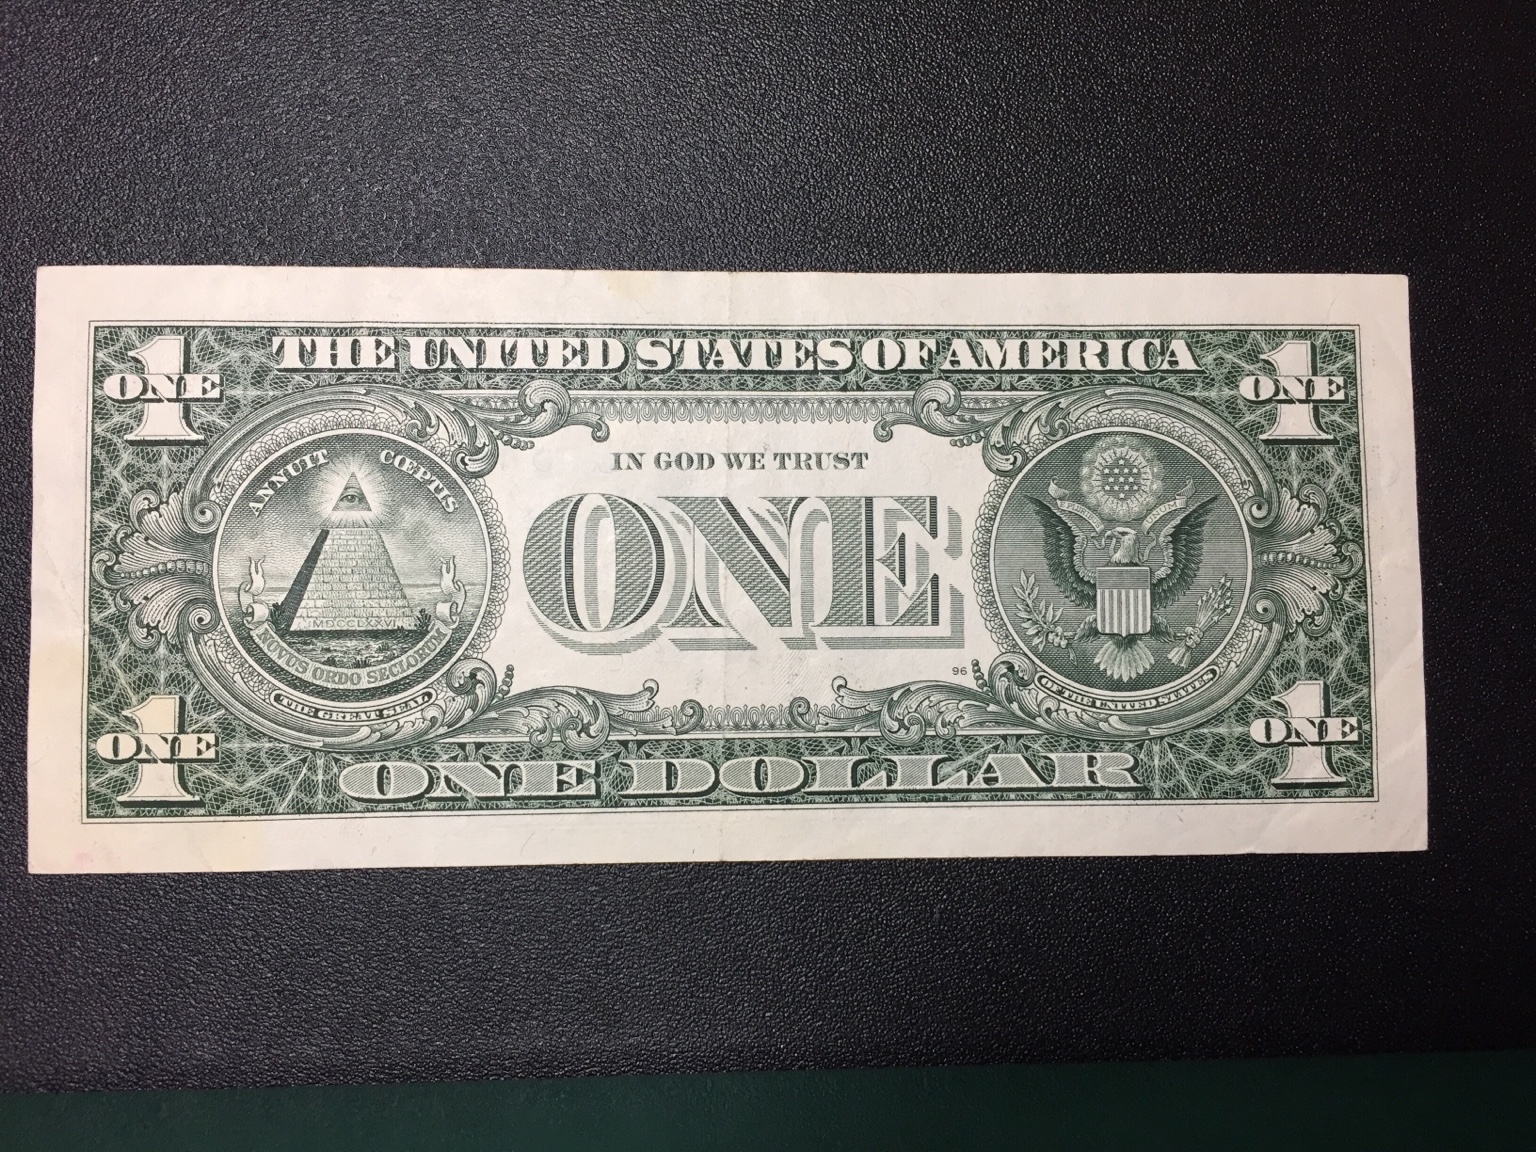 THE UNITED STATES OF AMERICA
1
ONE
1
ONE
ANNUIT CŒPTIS
IN GOD WE TRUST
ONE
MDCCLXXVI
NOVUS ORDO SECLORUM
THE GREAT SEAL
96
OF THE UNITED STATES
1
ONE
1
ONE
ONE DOLLAR